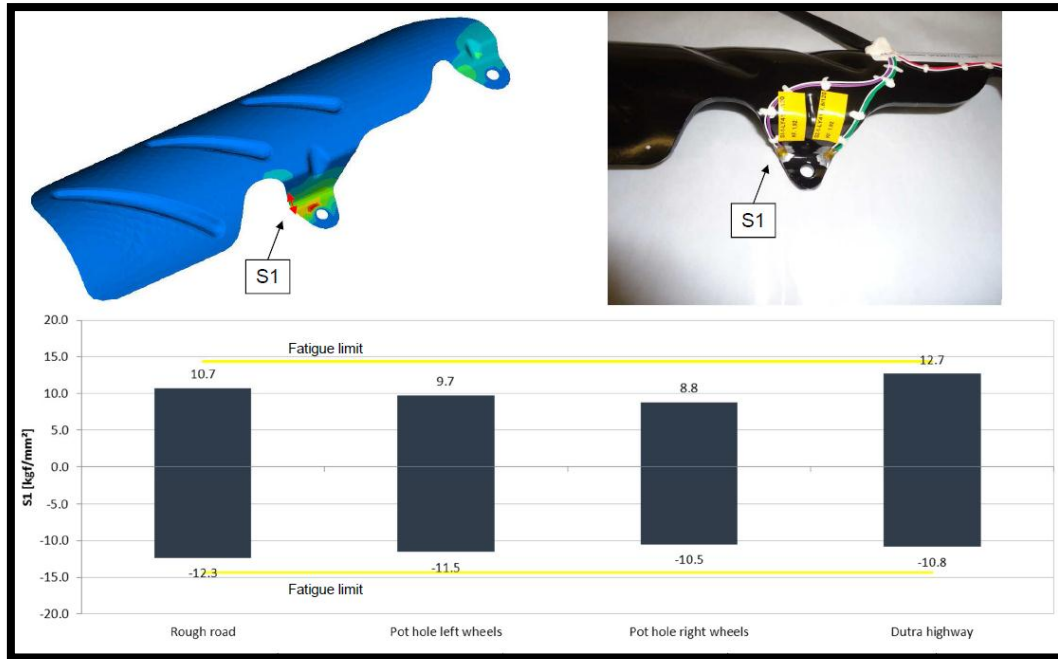 S1
S1
20.0
15.0
10.0
5.0
0.0
-5.0
-10.0
-15.0
-20.0
S1 [kgf/mm²]
Fatigue limit
10.7
9.7
8.8
12.7
-12.3
-11.5
-10.5
-10.8
Fatigue limit
Rough road
Pot hole left wheels
Pot hole right wheels
Dutra highway